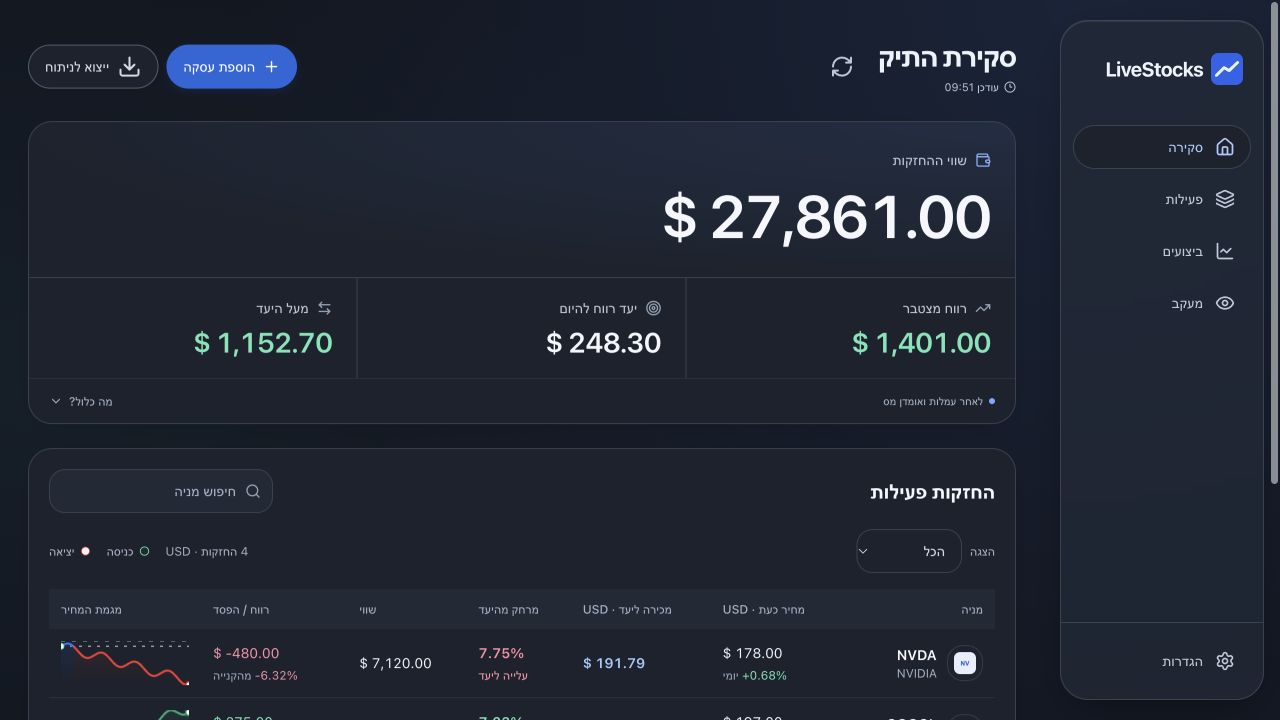 LiveStocks
סקירה
פעילות
ביצועים
מעקב
הגדרות
סקירת התיק
עודכן 09:51
הוספת עסקה
ייצוא לניתוח
שווי ההחזקות
$ 27,861.00
רווח מצטבר
$ 1,401.00
יעד רווח להיום
$ 248.30
מעל היעד
$ 1,152.70
לאחר עמלות ואומדן מס
מה כלול?
החזקות פעילות
חיפוש מניה
הצגה
הכל
4 החזקות · USD
כניסה
יציאה
מניה
מחיר כעת · USD
מכירה ליעד · USD
מרחק מהיעד
שווי
רווח / הפסד
מגמת המחיר
NV
NVDA
NVIDIA
$ 178.00
+0.68% יומי
$ 191.79
7.75%
עלייה ליעד
$ 7,120.00
$ -480.00
-6.32% מהקנייה